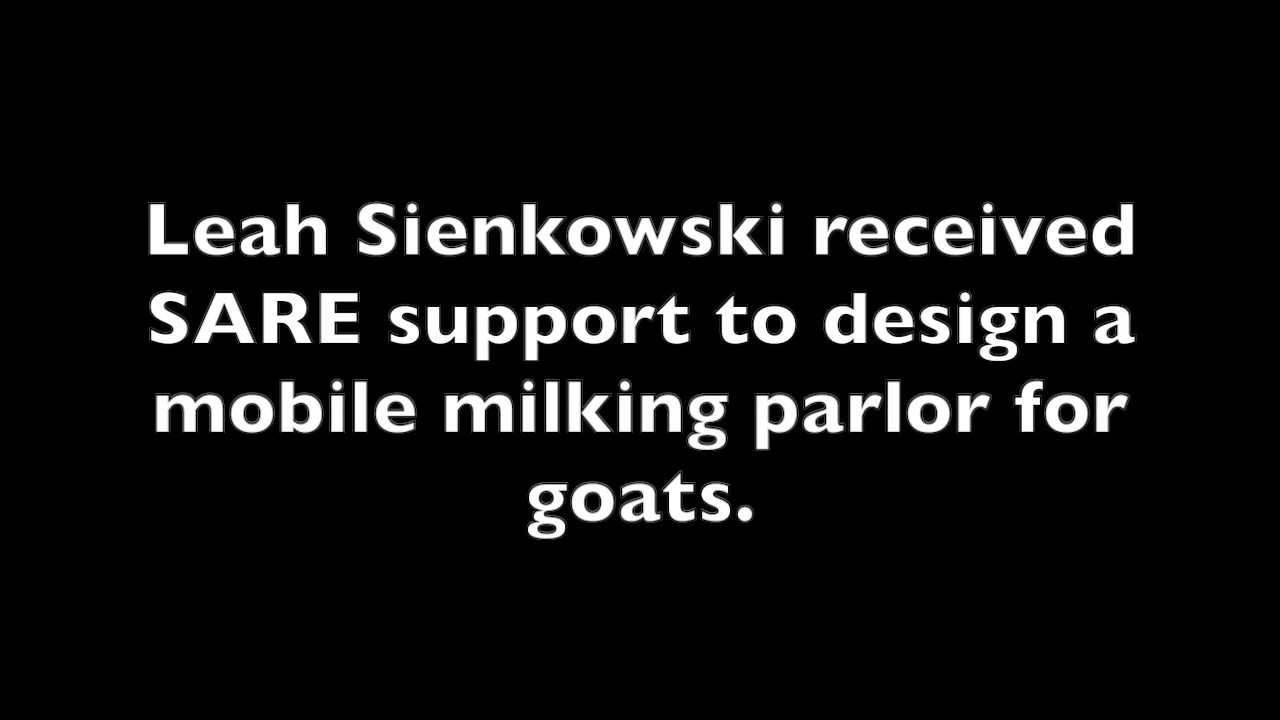 Leah Sienkowski received
SARE support to design a
mobile milking parlor for
goats.